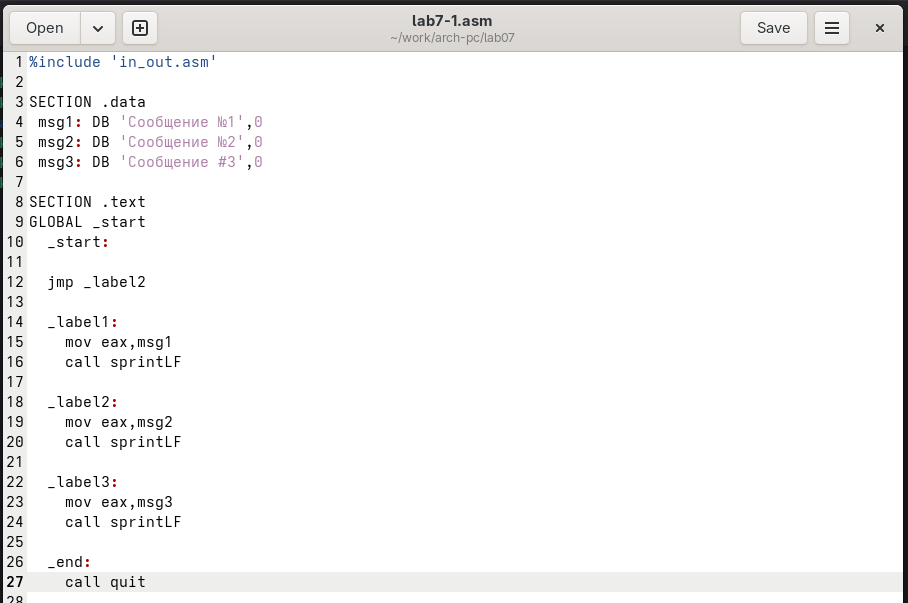 Open
lab7-1.asm
~/work/arch-pc/lab07
Save
1 %include 'in_out.asm'
2
3 SECTION .data
4 msg1: DB 'Сообщение №1',0
5 msg2: DB 'Сообщение №2',0
6 msg3: DB 'Сообщение #3',0
7
8 SECTION .text
9 GLOBAL _start
10 _start:
11
12 jmp _label2
13
14 _label1:
15 mov eax,msg1
16 call sprintLF
17
18 _label2:
19 mov eax,msg2
20 call sprintLF
21
22 _label3:
23 mov eax,msg3
24 call sprintLF
25
26 _end:
27 call quit
28